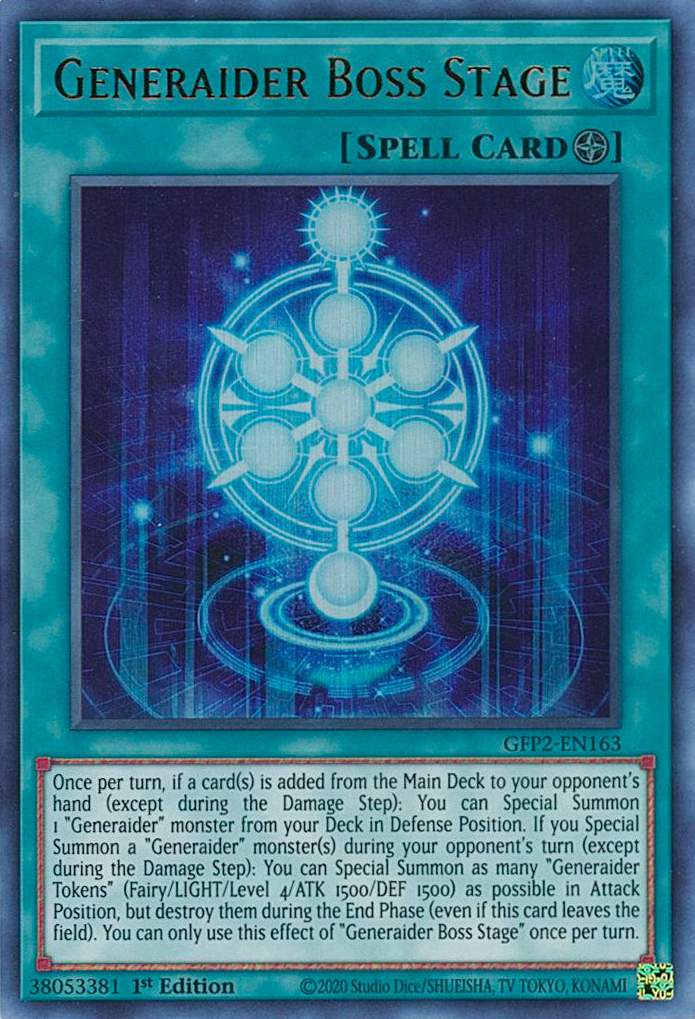 GENERAIDER BOSS STAGE
SPELL
魔
[SPELL CARD]
GFP2-EN163
Once per turn, if a card(s) is added from the Main Deck to your opponent's
hand (except during the Damage Step): You can Special Summon
1 "Generaider" monster from your Deck in Defense Position. If you Special
Summon a "Generaider" monster(s) during your opponent's turn (except
during the Damage Step): You can Special Summon as many "Generaider
Tokens" (Fairy/LIGHT/Level 4/ATK 1500/DEF 1500) as possible in Attack
Position, but destroy them during the End Phase (even if this card leaves the
field). You can only use this effect of "Generaider Boss Stage" once per turn.
38053381 1st Edition ©2020 Studio Dice/SHUEISHA, TV TOKYO, KONAMI